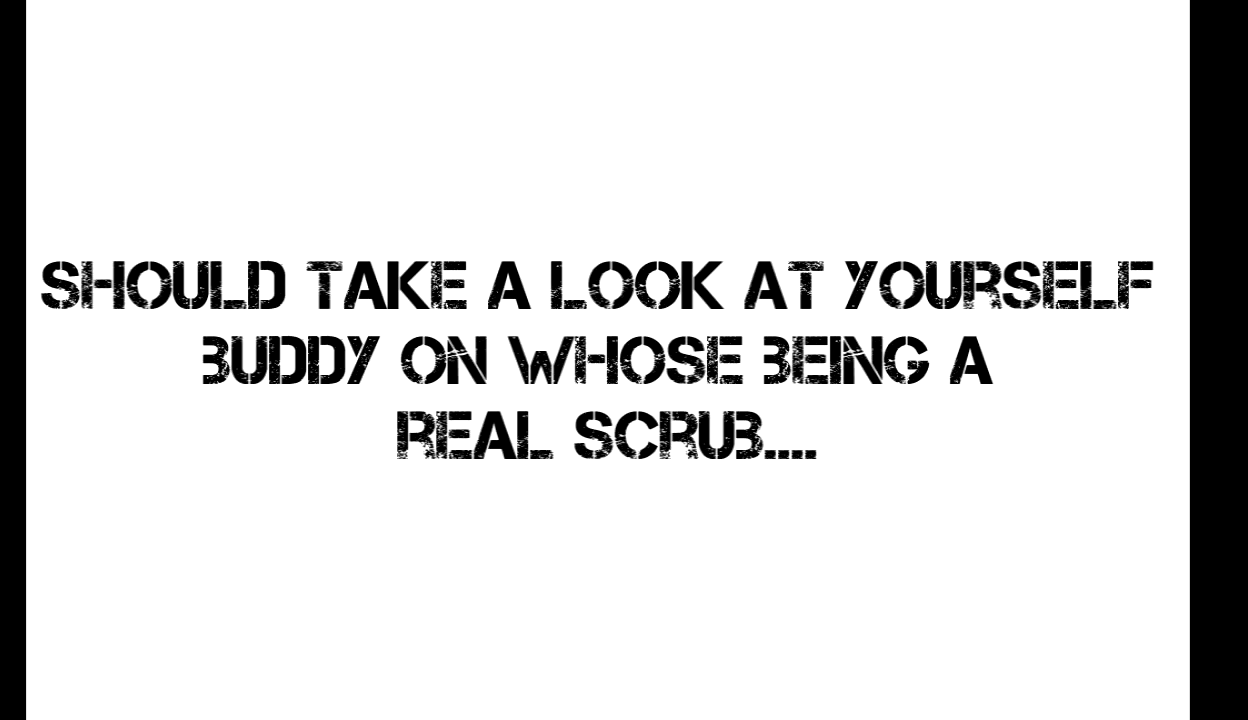 SHOULD TAKE A LOOK AT YOURSELF
BUDDY ON WHOSE BEING A
REAL SCRUB....